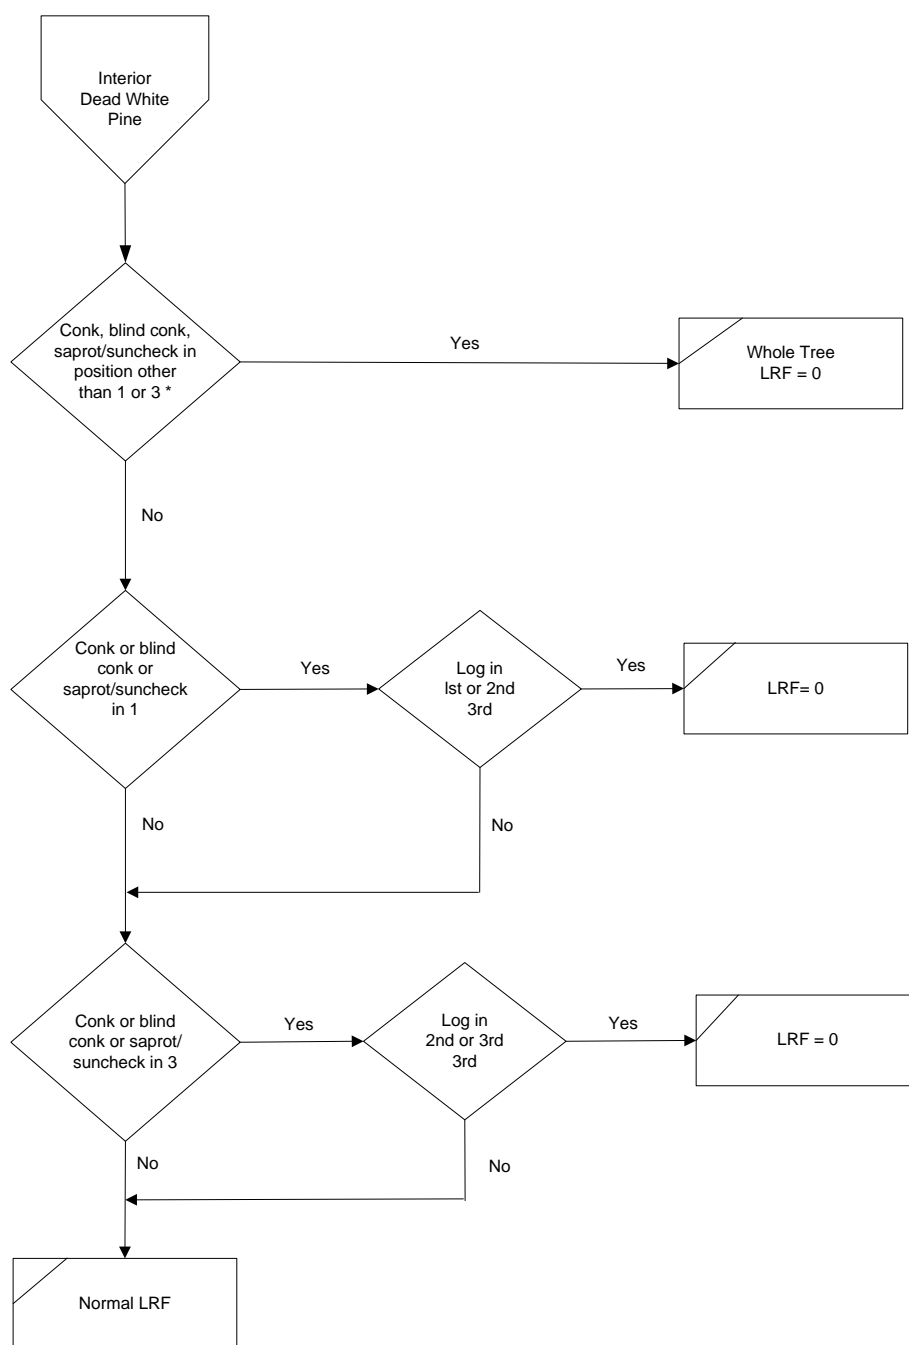 Interior
Dead White
Pine
Conk, blind conk,
saprot/suncheck in
position other
than 1 or 3 *
Yes
Whole Tree
LRF = 0
No
Conk or blind
conk or
saprot/suncheck
in 1
Yes
Log in
lst or 2nd
3rd
Yes
LRF= 0
No
No
Conk or blind
conk or saprot/
suncheck in 3
Yes
Log in
2nd or 3rd
3rd
Yes
LRF = 0
No
No
Normal LRF